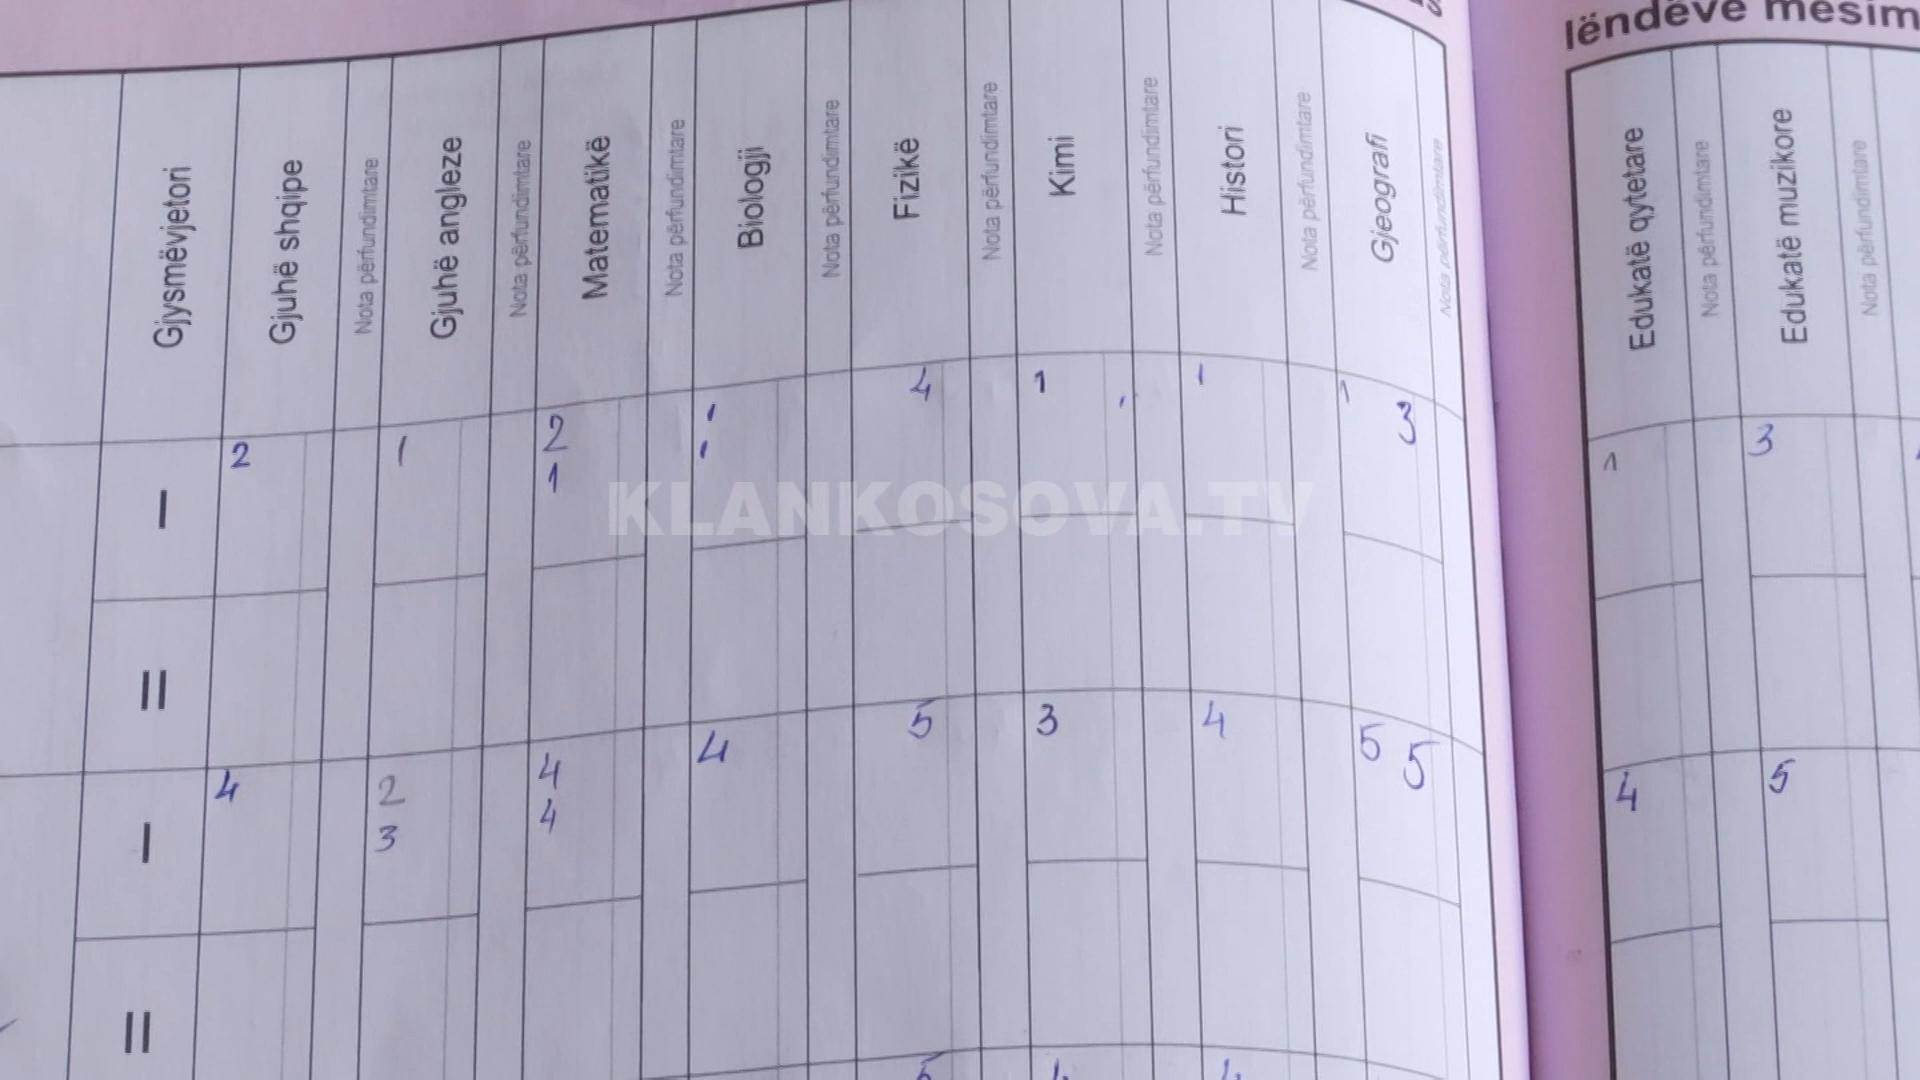 lëndëve mësim
Gjysmëvjetori
Gjuhë shqipe
Nota përfundimtare
Gjuhë angleze
Nota përfundimtare
Matematikë
Nota përfundimtare
Biologji
Nota përfundimtare
Fizikë
Nota përfundimtare
Kimi
Nota përfundimtare
Histori
Nota përfundimtare
Gjeografi
Nota përfundimtare
Edukatë qytetare
Nota përfundimtare
Edukatë muzikore
Nota përfundimtare
I 2 1 2 4 1 1 1 3 1 3
1
II
I 4 2 4 4 5 3 4 5 5 4 5
3 4
II
KLANKOSOVA.TV